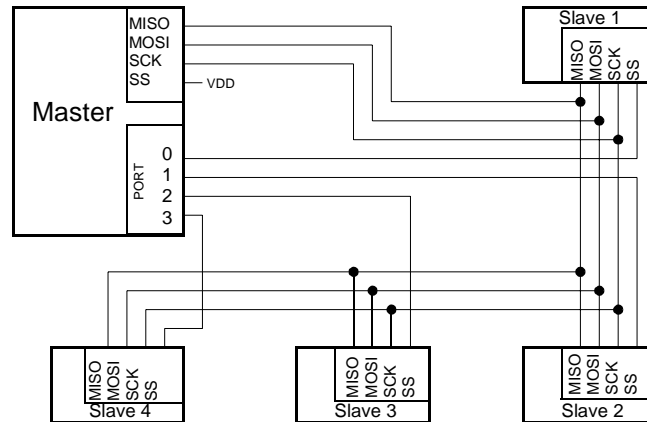 MISO
MOSI
SCK
SS
VDD
Master
PORT
0
1
2
3
Slave 1
MISO
MOSI
SCK
SS
MISO
MOSI
SCK
SS
Slave 4
MISO
MOSI
SCK
SS
Slave 3
MISO
MOSI
SCK
SS
Slave 2